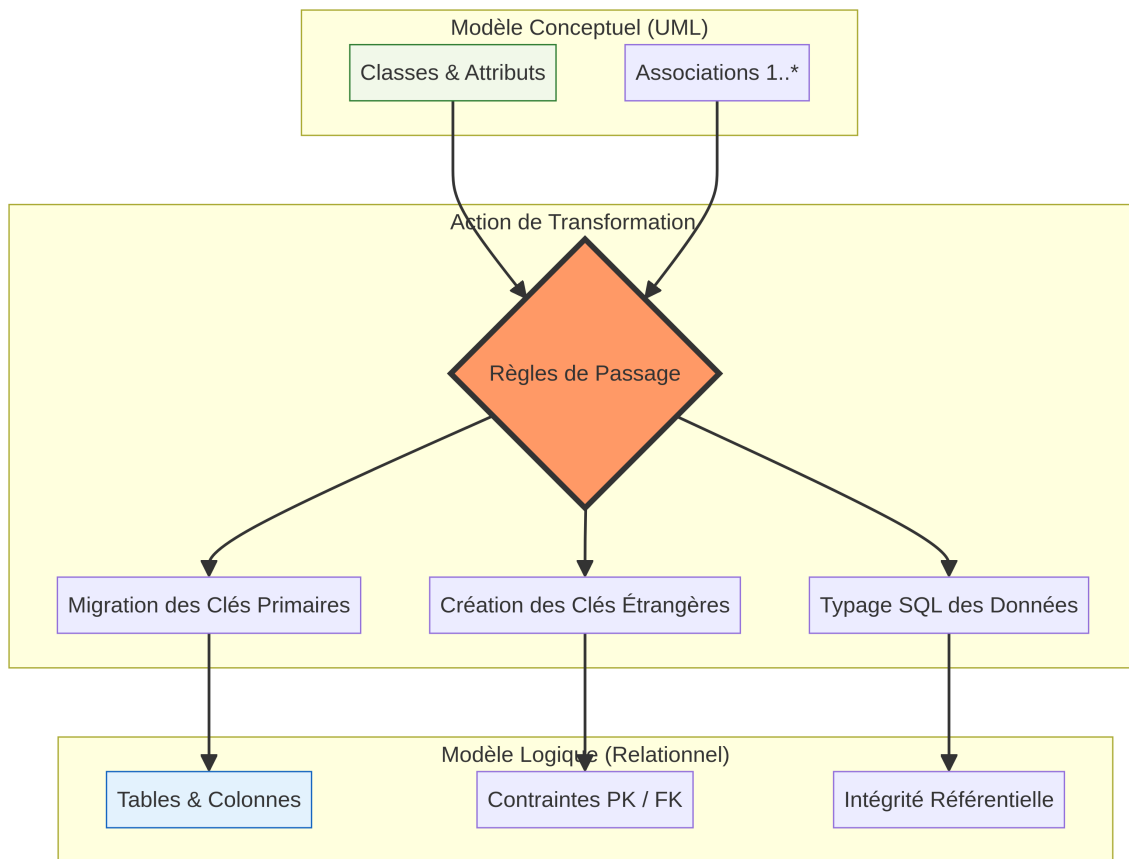 Modèle Conceptuel (UML)
Classes & Attributs
Associations 1..*
Action de Transformation
Règles de Passage
Migration des Clés Primaires
Création des Clés Étrangères
Typage SQL des Données
Modèle Logique (Relationnel)
Tables & Colonnes
Contraintes PK / FK
Intégrité Référentielle